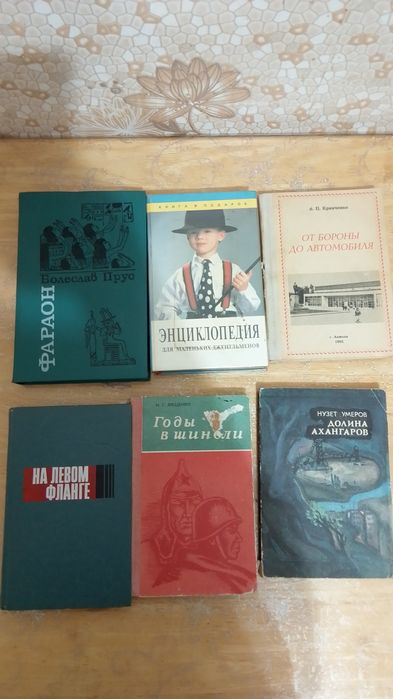 Болеслав Прус
ФАРАОН
КНИГА В ПОДАРОК
ЭНЦИКЛОПЕДИЯ
ДЛЯ МАЛЕНЬКИХ ДЖЕНТЛЬМЕНОВ
А. П. Кравченко
ОТ БОРОНЫ
ДО АВТОМОБИЛЯ
НА ЛЕВОМ
ФЛАНГЕ
Годы
в шинели
НУЗЕТ УМЕРОВ
ДОЛИНА
АХАНГАРОВ